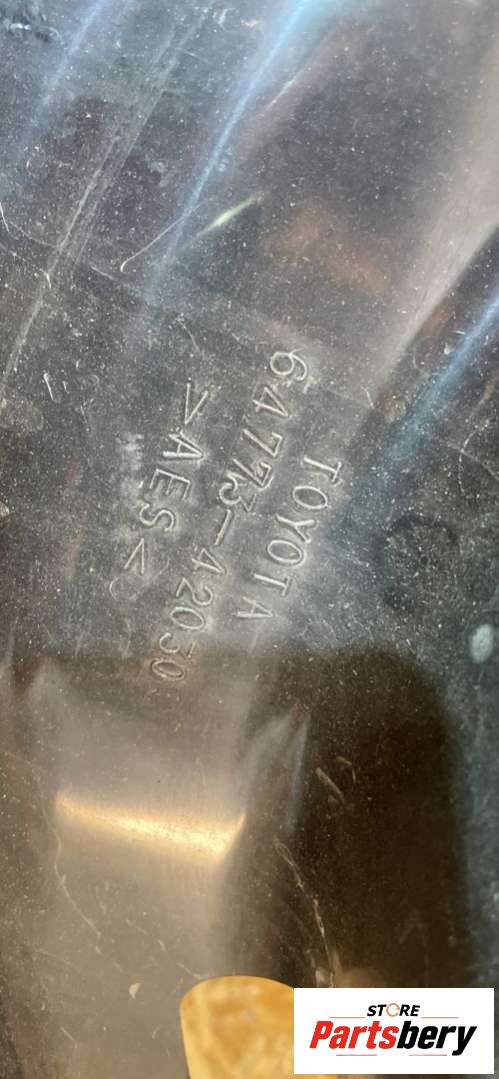 TOYOTA
64773-42030
>AES<
STORE
Partsbery